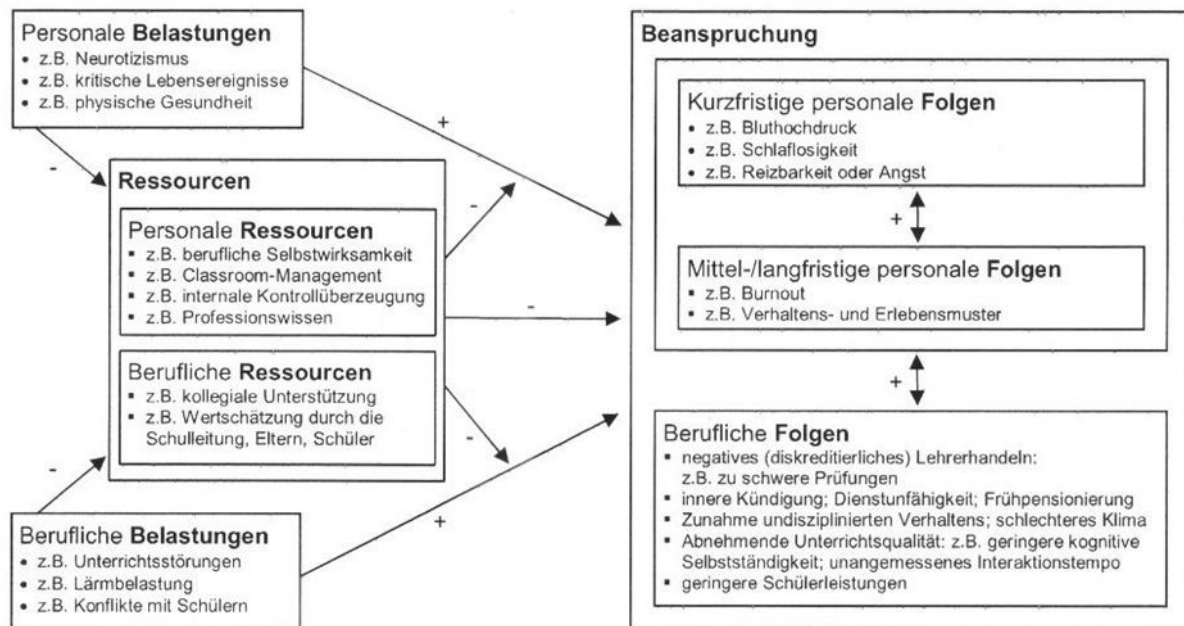 Personale Belastungen
• z.B. Neurotizismus
• z.B. kritische Lebensereignisse
• z.B. physische Gesundheit
-
Ressourcen
Personale Ressourcen
▪ z.B. berufliche Selbstwirksamkeit
▪ z.B. Classroom-Management
▪ z.B. internale Kontrollüberzeugung
▪ z.B. Professionswissen
Berufliche Ressourcen
▪ z.B. kollegiale Unterstützung
▪ z.B. Wertschätzung durch die
Schulleitung, Eltern, Schüler
-
Berufliche Belastungen
• z.B. Unterrichtsstörungen
• z.B. Lärmbelastung
• z.B. Konflikte mit Schülern
+
-
-
-
+
Beanspruchung
Kurzfristige personale Folgen
• z.B. Bluthochdruck
• z.B. Schlaflosigkeit
• z.B. Reizbarkeit oder Angst
+
Mittel-/langfristige personale Folgen
▪ z.B. Burnout
▪ z.B. Verhaltens- und Erlebensmuster
+
Berufliche Folgen
▪ negatives (diskreditierliches) Lehrerhandeln:
z.B. zu schwere Prüfungen
▪ innere Kündigung; Dienstunfähigkeit; Frühpensionierung
▪ Zunahme undisziplinierten Verhaltens; schlechteres Klima
▪ Abnehmende Unterrichtsqualität: z.B. geringere kognitive
Selbstständigkeit; unangemessenes Interaktionstempo
▪ geringere Schülerleistungen